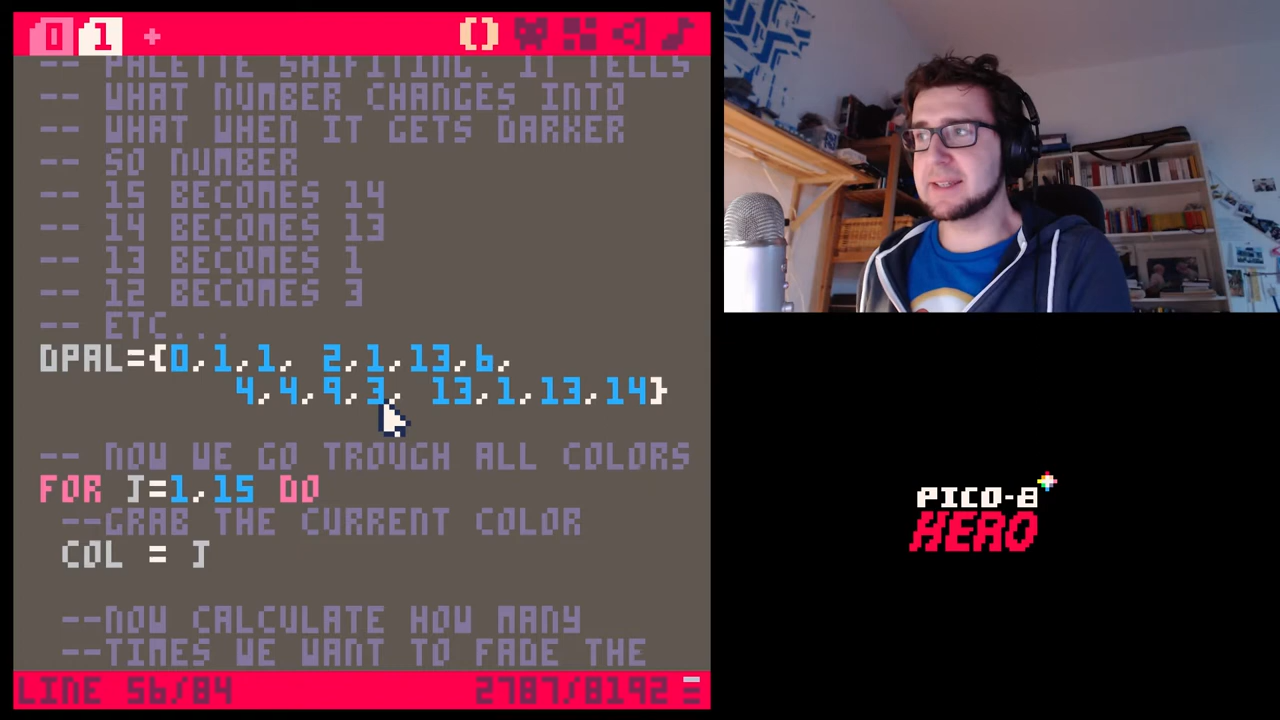 0 1 +
-- PALETTE SHIFITING. IT TELLS
-- WHAT NUMBER CHANGES INTO
-- WHAT WHEN IT GETS DARKER
-- SO NUMBER
-- 15 BECOMES 14
-- 14 BECOMES 13
-- 13 BECOMES 1
-- 12 BECOMES 3
-- ETC...
DPAL={0,1,1, 2,1,13,6,
4,4,9,3, 13,1,13,14}
-- NOW WE GO TROUGH ALL COLORS
FOR J=1,15 DO
--GRAB THE CURRENT COLOR
COL = J
--NOW CALCULATE HOW MANY
--TIMES WE WANT TO FADE THE
LINE 56/84 2787/8192
PICO-8
HERO